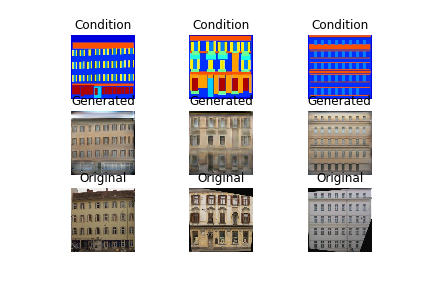 Condition Condition Condition
Generated Generated Generated
Original Original Original